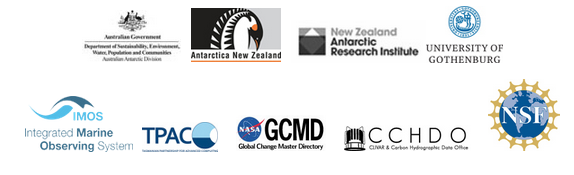 Australian Government
Department of Sustainability, Environment,
Water, Population and Communities
Australian Antarctic Division
Antarctica New Zealand
New Zealand
Antarctic
Research Institute
UNIVERSITY OF
GOTHENBURG
IMOS
Integrated Marine
Observing System
TPAC
TASMANIAN PARTNERSHIP FOR ADVANCED COMPUTING
NASA
GCMD
Global Change Master Directory
CCHDO
CLIVAR & Carbon Hydrographic Data Office
NSF